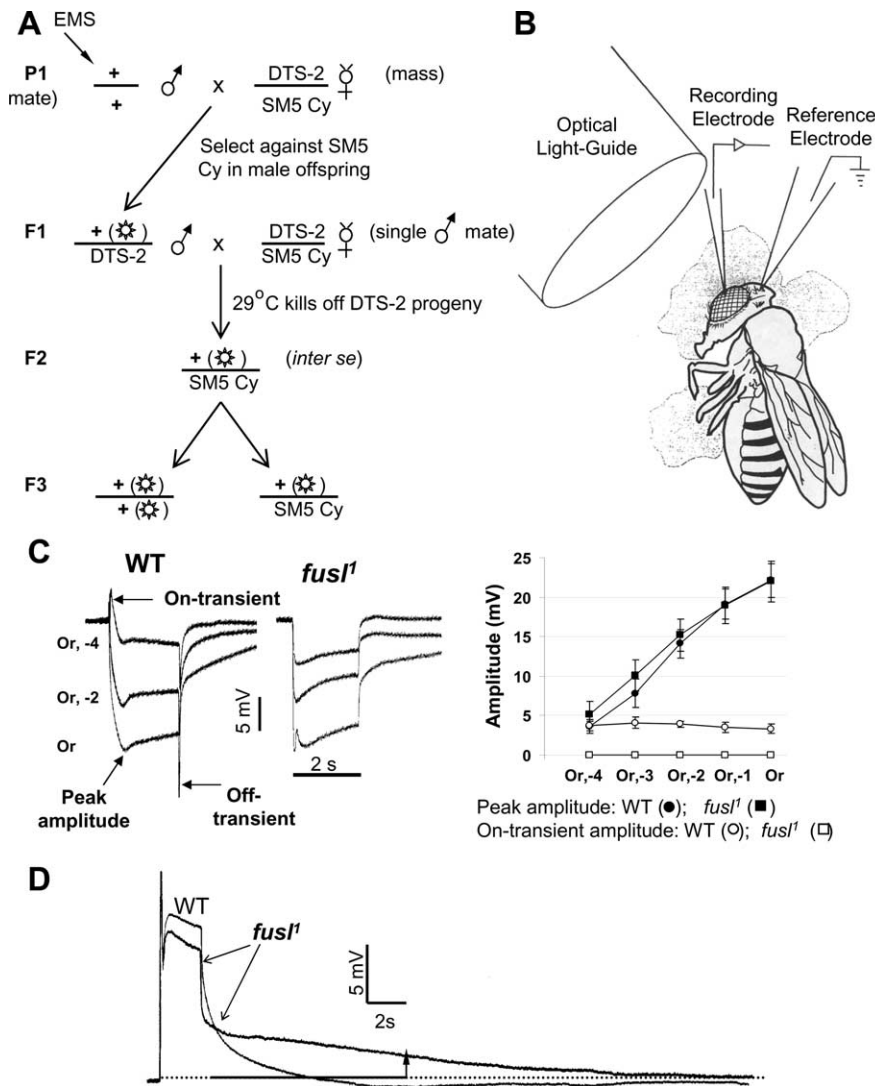 A
EMS
P1 + ♂ x DTS-2 ☿ (mass)
mate) + SM5 Cy
Select against SM5
Cy in male offspring
F1 + (☼) ♂ x DTS-2 ☿ (single ♂ mate)
DTS-2 SM5 Cy
29°C kills off DTS-2 progeny
F2 + (☼) (inter se)
SM5 Cy
F3 + (☼) + (☼)
+ (☼) SM5 Cy
B
Optical
Light-Guide
Recording
Electrode
Reference
Electrode
C
WT
fusl¹
On-transient
Or, -4
Or, -2
Or
5 mV
2 s
Peak
amplitude
Off-
transient
Amplitude (mV)
25
20
15
10
5
0
Or,-4 Or,-3 Or,-2 Or,-1 Or
Peak amplitude: WT (●); fusl¹ (■)
On-transient amplitude: WT (○); fusl¹ (□)
D
WT
fusl¹
5 mV
2s